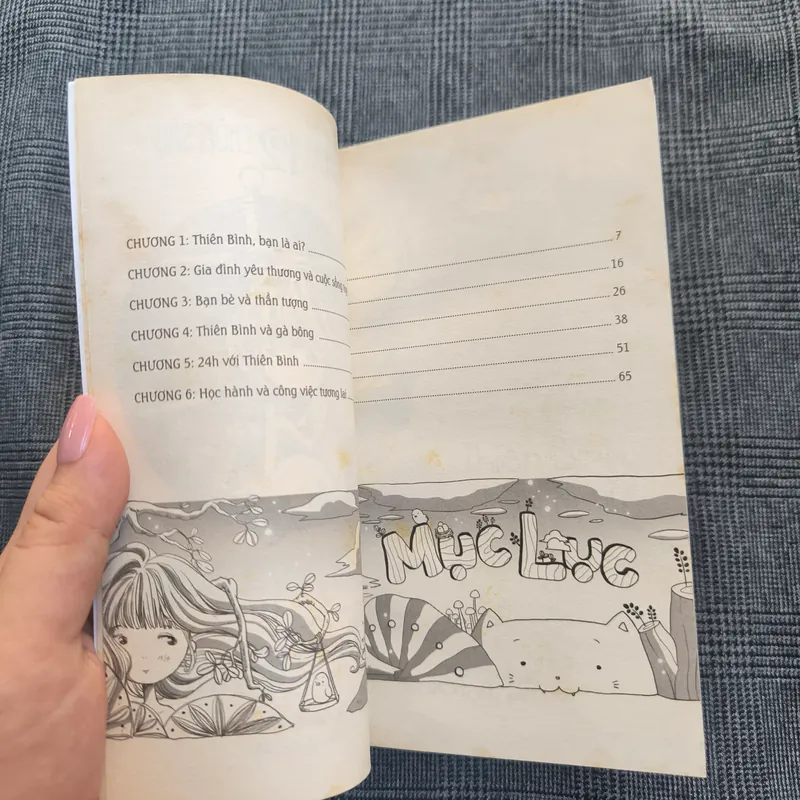 CHƯƠNG 1: Thiên Bình, bạn là ai? 7
CHƯƠNG 2: Gia đình yêu thương và cuộc sống 16
CHƯƠNG 3: Bạn bè và thần tượng 26
CHƯƠNG 4: Thiên Bình và gà bông 38
CHƯƠNG 5: 24h với Thiên Bình 51
CHƯƠNG 6: Học hành và công việc tương lai 65
MỤC LỤC